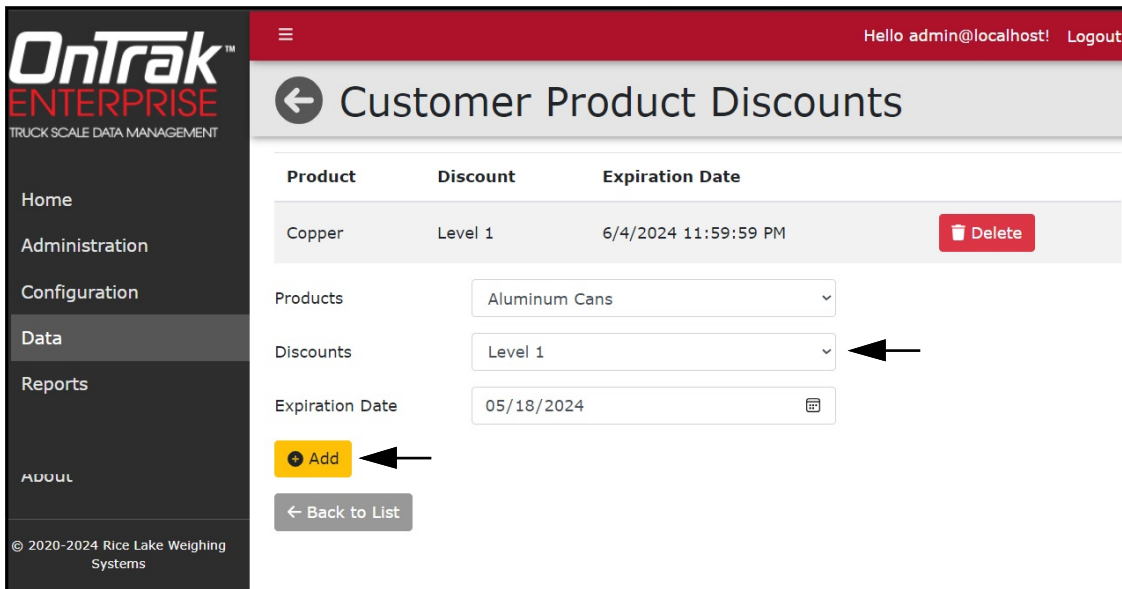 OnTrak™
ENTERPRISE
TRUCK SCALE DATA MANAGEMENT
Home
Administration
Configuration
Data
Reports
About
© 2020-2024 Rice Lake Weighing
Systems
Hello admin@localhost! Logout
Customer Product Discounts
Product Discount Expiration Date
Copper Level 1 6/4/2024 11:59:59 PM Delete
Products Aluminum Cans
Discounts Level 1
Expiration Date 05/18/2024
Add
← Back to List